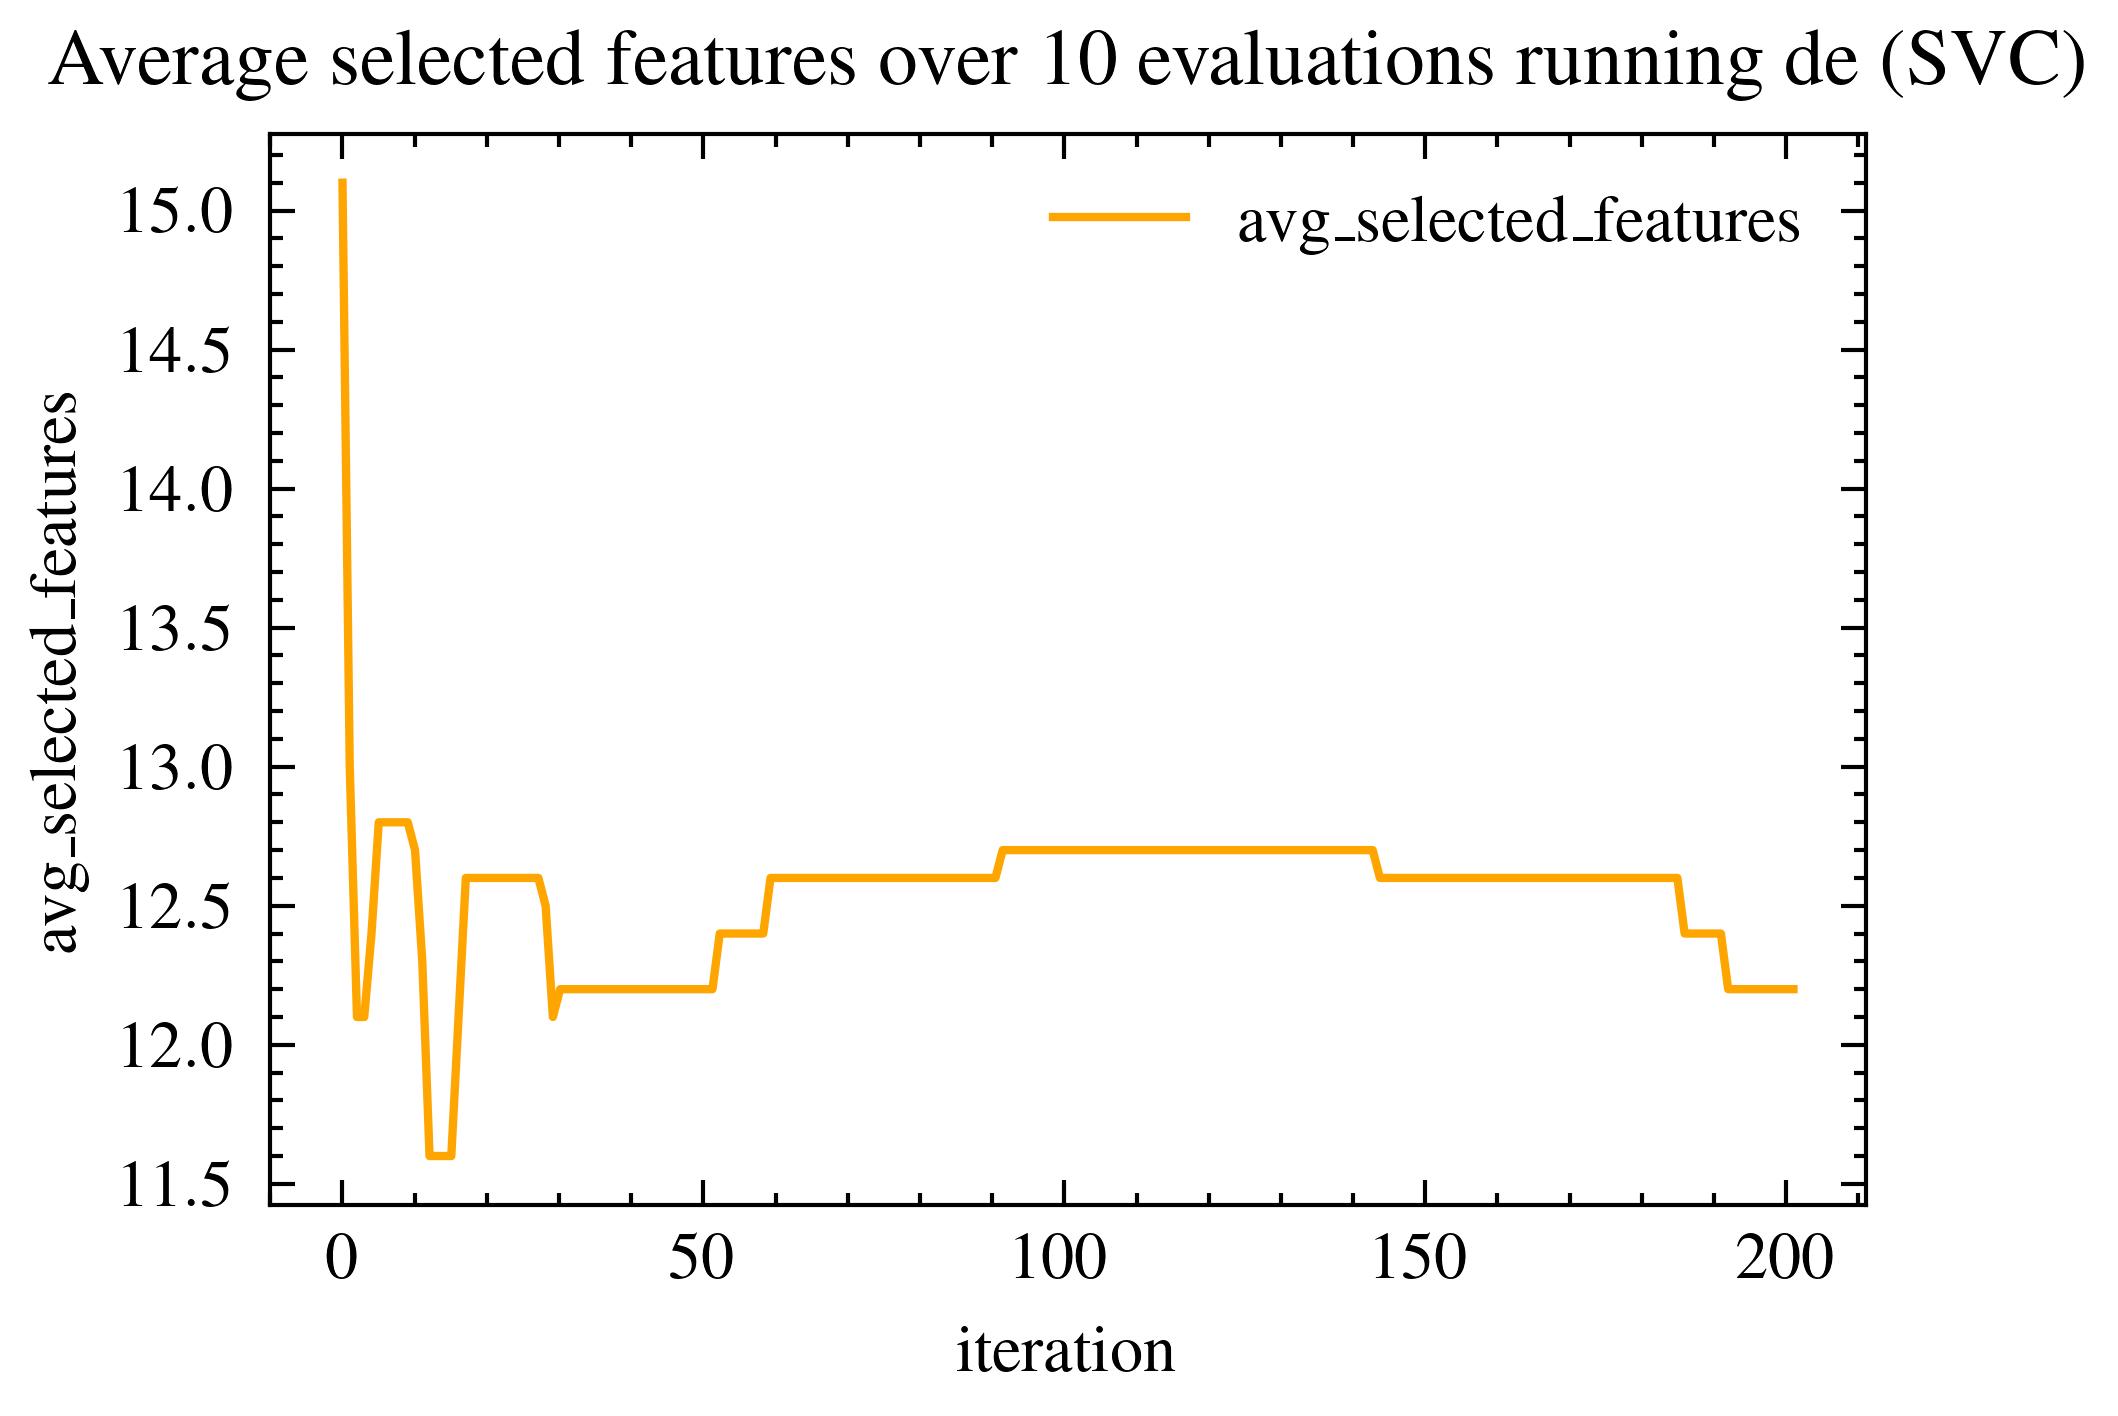 Average selected features over 10 evaluations running de (SVC)
avg_selected_features
15.0
14.5
14.0
13.5
13.0
12.5
12.0
11.5
avg_selected_features
0 50 100 150 200
iteration